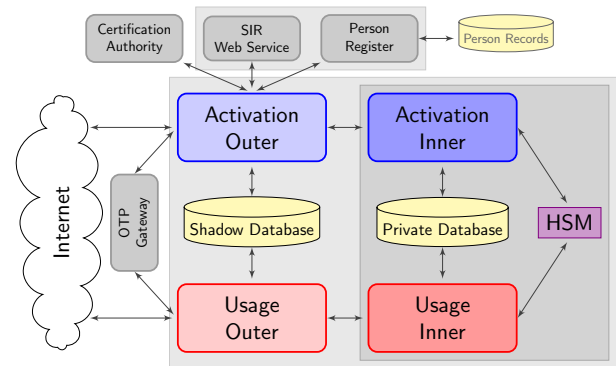 Certification
Authority
SIR
Web Service
Person
Register
Person Records
Activation
Outer
Activation
Inner
Internet
OTP
Gateway
Shadow Database
Private Database
HSM
Usage
Outer
Usage
Inner